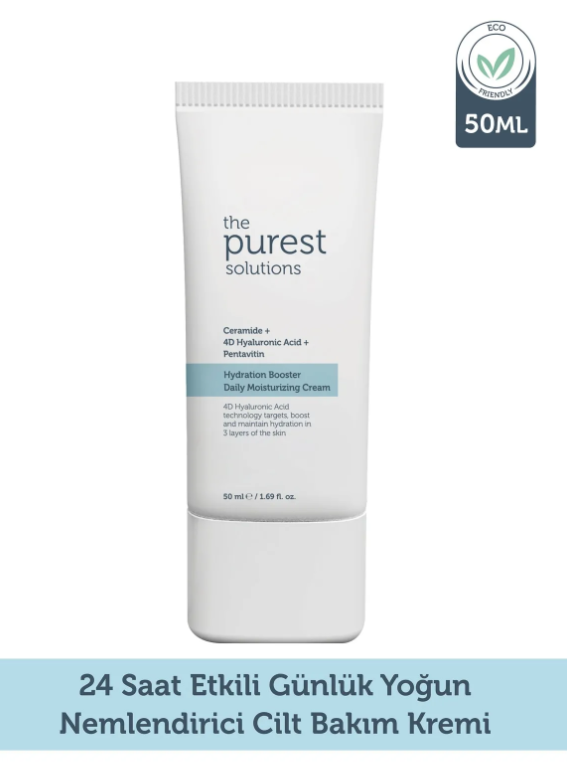 ECO
FRIENDLY
50ML
the
purest
solutions
Ceramide +
4D Hyaluronic Acid +
Pentavitin
Hydration Booster
Daily Moisturizing Cream
4D Hyaluronic Acid
technology targets, boost
and maintain hydration in
3 layers of the skin
50 ml ℮ / 1.69 fl. oz.
24 Saat Etkili Günlük Yoğun
Nemlendirici Cilt Bakım Kremi